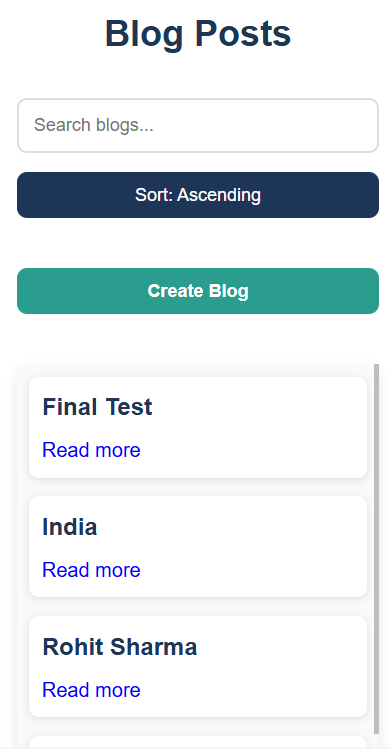 Blog Posts
Search blogs...
Sort: Ascending
Create Blog
Final Test
Read more
India
Read more
Rohit Sharma
Read more